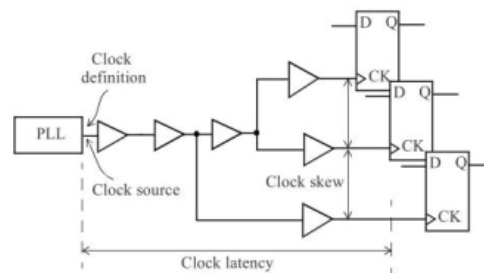 D Q
Clock
definition
CK
D Q
PLL
CK
D Q
Clock source
Clock skew
CK
Clock latency